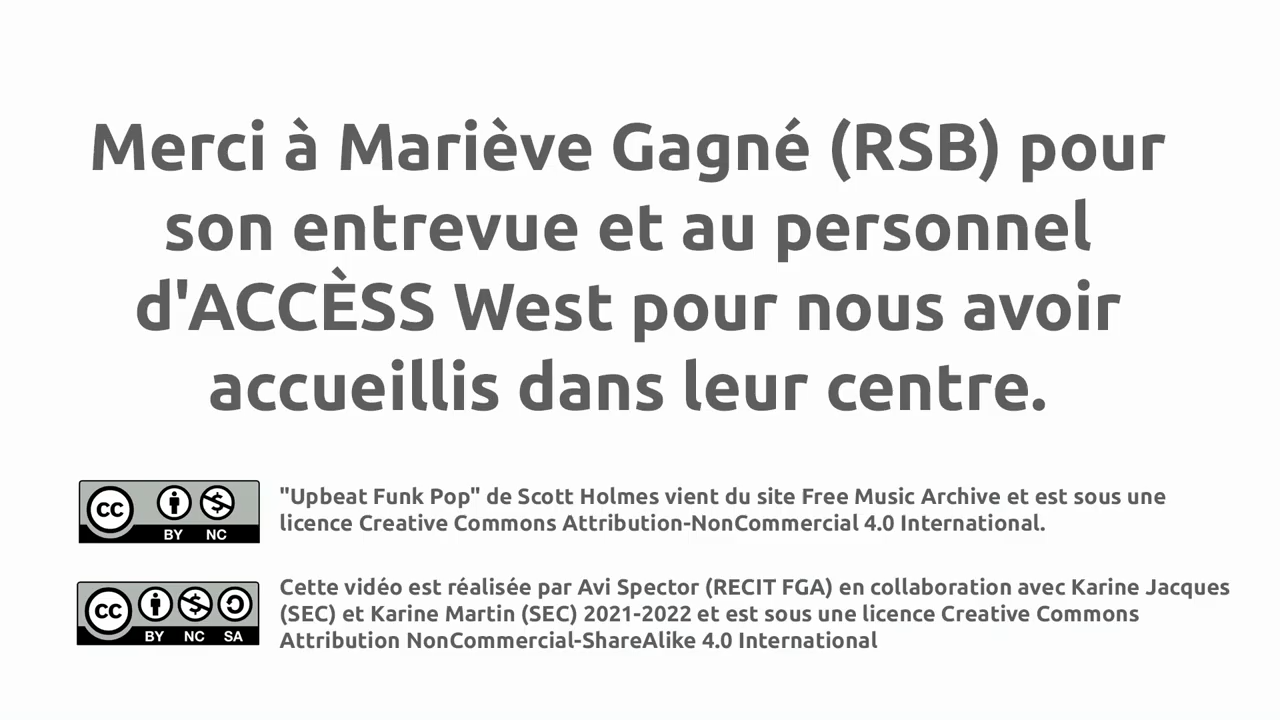 Merci à Mariève Gagné (RSB) pour
son entrevue et au personnel
d'ACCÈSS West pour nous avoir
accueillis dans leur centre.
cc
BY NC
"Upbeat Funk Pop" de Scott Holmes vient du site Free Music Archive et est sous une
licence Creative Commons Attribution-NonCommercial 4.0 International.
cc
BY NC SA
Cette vidéo est réalisée par Avi Spector (RECIT FGA) en collaboration avec Karine Jacques
(SEC) et Karine Martin (SEC) 2021-2022 et est sous une licence Creative Commons
Attribution NonCommercial-ShareAlike 4.0 International